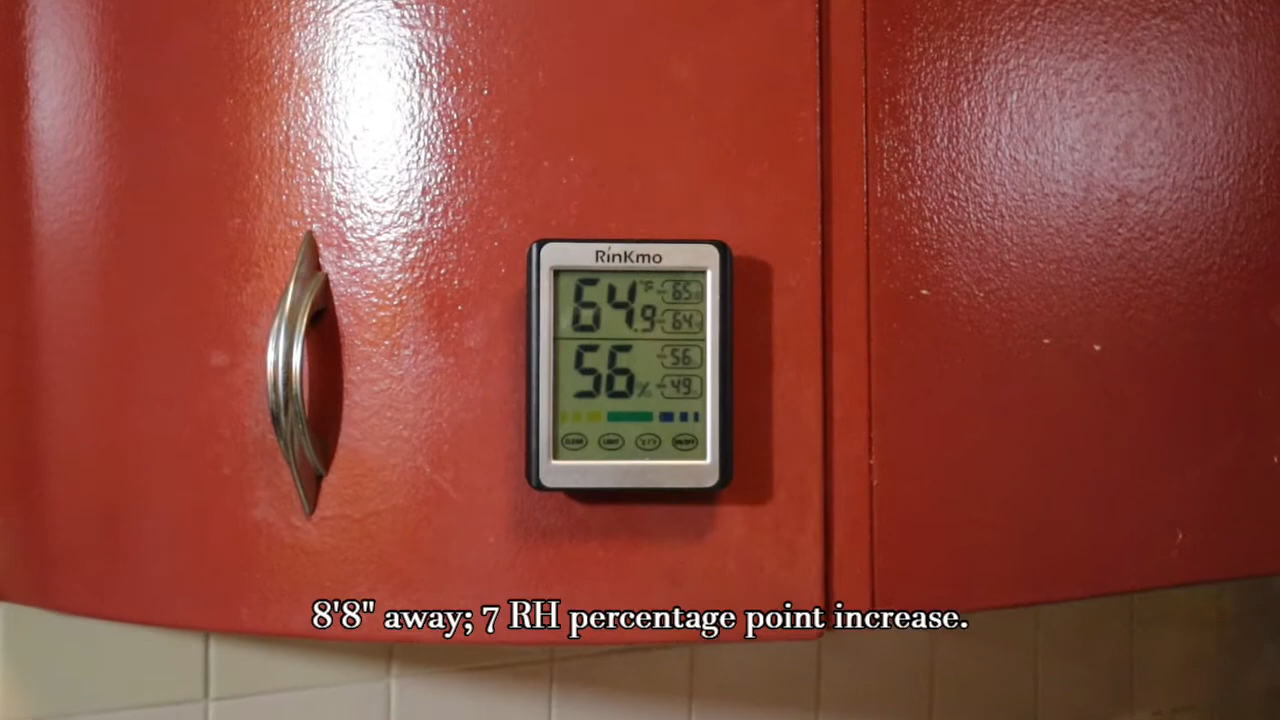 RinKmo
64.9°F
65
64
56%
56
49
CLEAR LIGHT °C/°F ON/OFF
8'8" away; 7 RH percentage point increase.